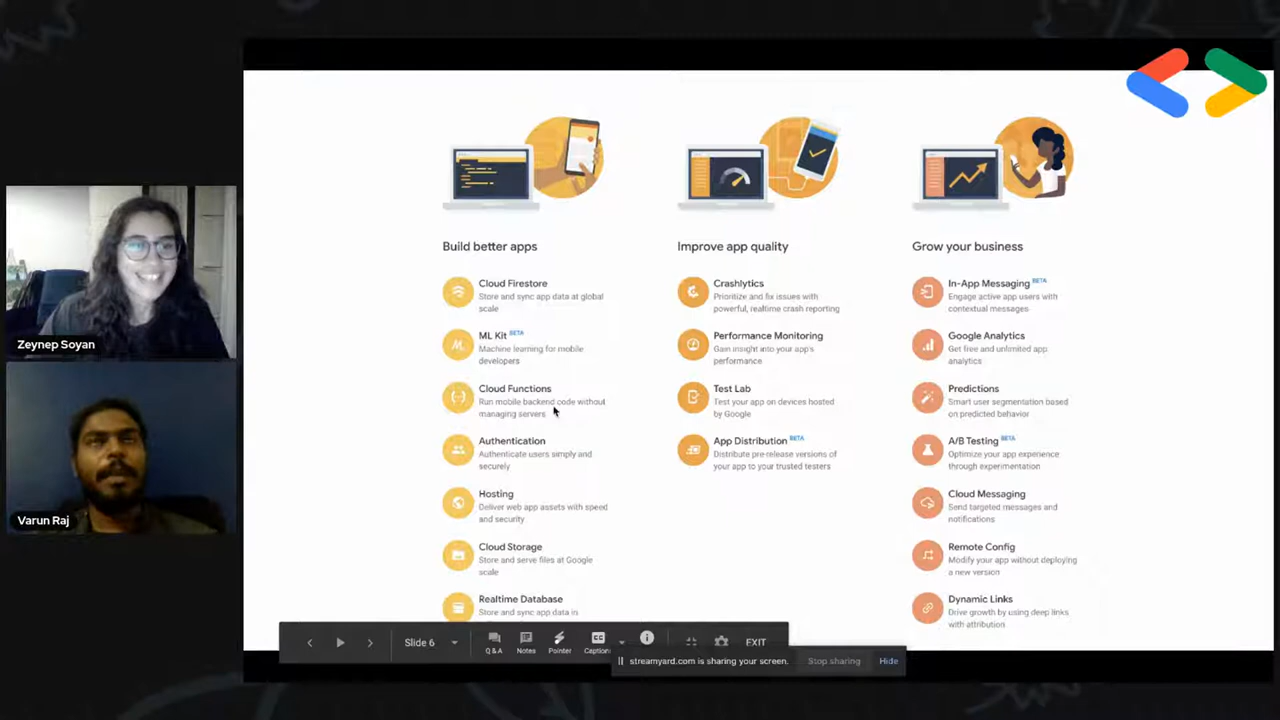 Zeynep Soyan
Varun Raj
Build better apps
Cloud Firestore
Store and sync app data at global
scale
ML Kit BETA
Machine learning for mobile
developers
Cloud Functions
Run mobile backend code without
managing servers
Authentication
Authenticate users simply and
securely
Hosting
Deliver web app assets with speed
and security
Cloud Storage
Store and serve files at Google
scale
Realtime Database
Store and sync app data in
Improve app quality
Crashlytics
Prioritize and fix issues with
powerful, realtime crash reporting
Performance Monitoring
Gain insight into your app's
performance
Test Lab
Test your app on devices hosted
by Google
App Distribution BETA
Distribute pre-release versions of
your app to your trusted testers
Grow your business
In-App Messaging BETA
Engage active app users with
contextual messages
Google Analytics
Get free and unlimited app
analytics
Predictions
Smart user segmentation based
on predicted behavior
A/B Testing BETA
Optimize your app experience
through experimentation
Cloud Messaging
Send targeted messages and
notifications
Remote Config
Modify your app without deploying
a new version
Dynamic Links
Drive growth by using deep links
with attribution
Slide 6
Q & A
Notes
Pointer
Caption
EXIT
streamyard.com is sharing your screen.
Stop sharing
Hide